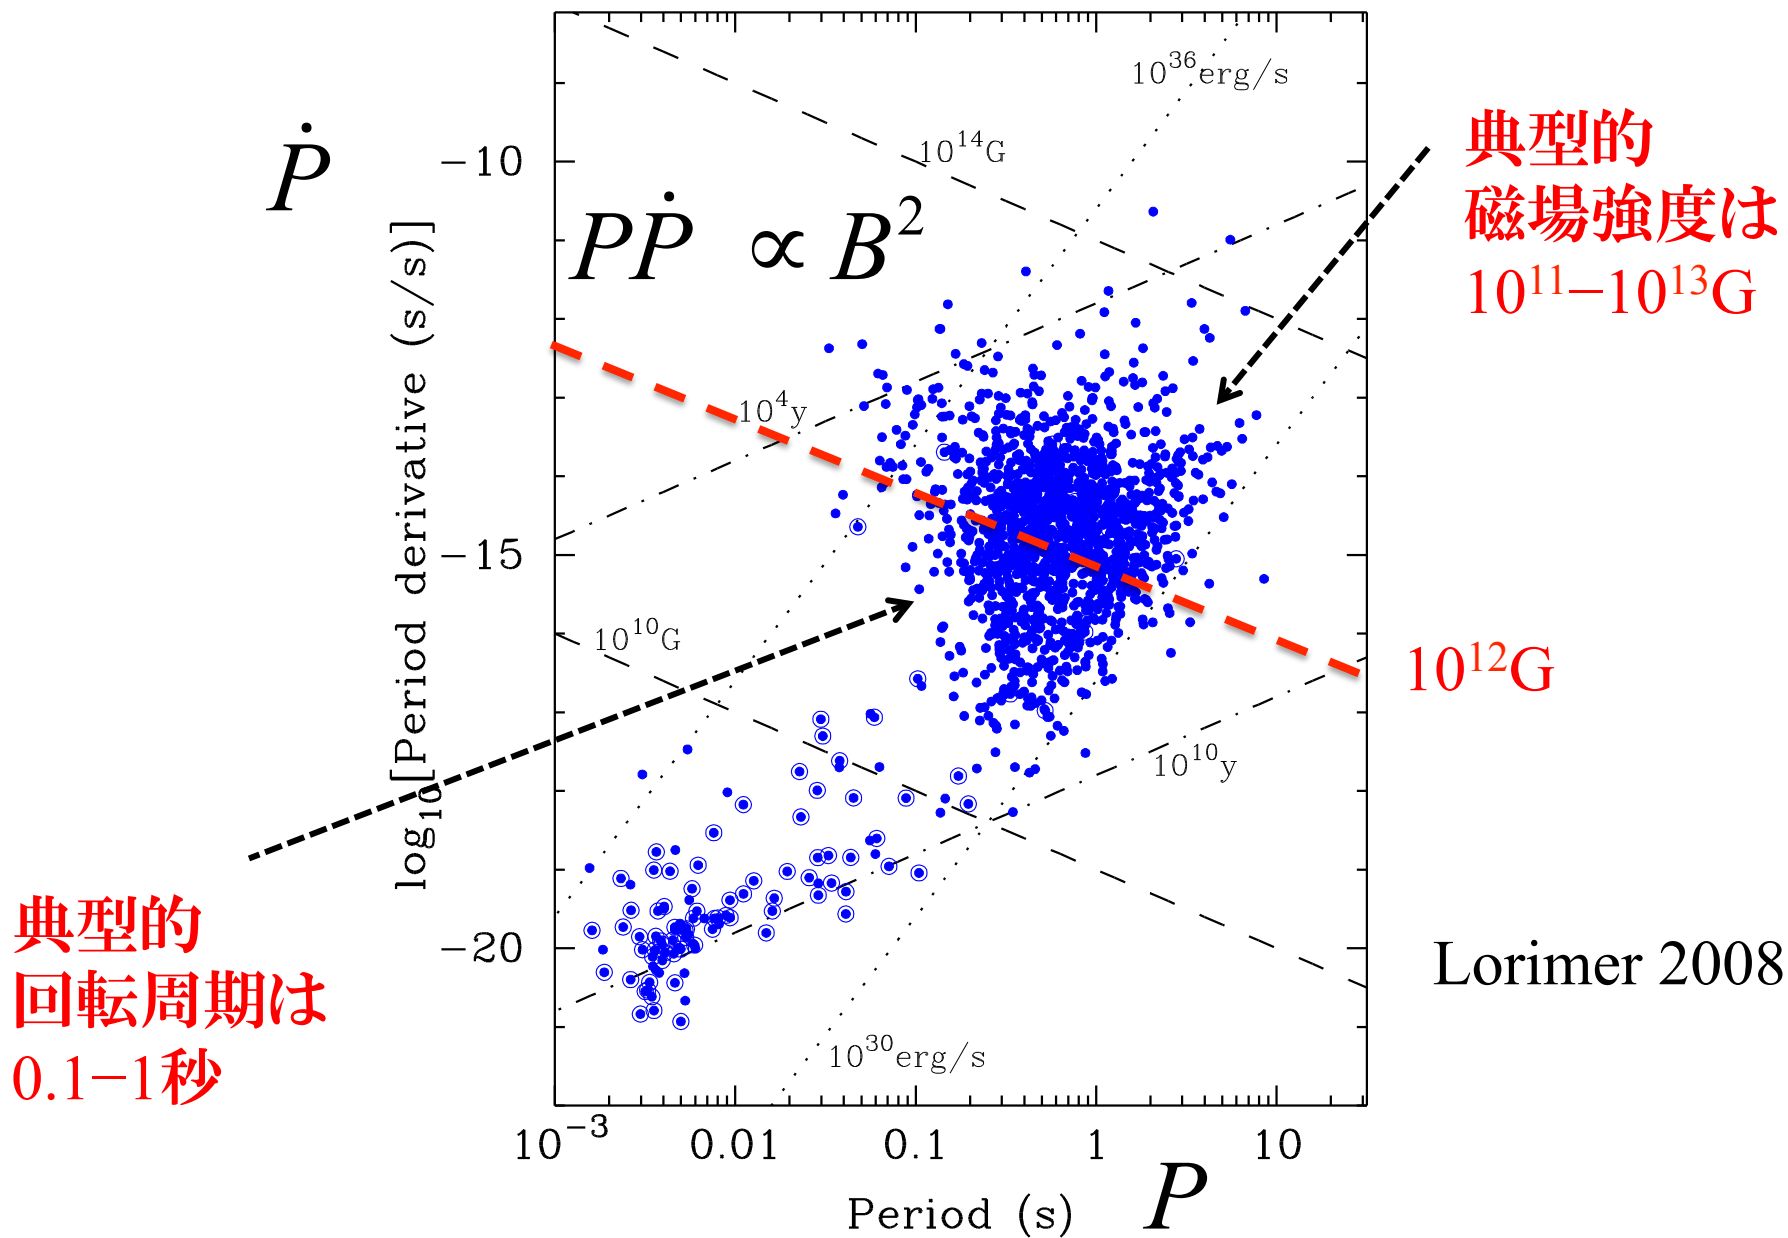 10³⁶erg/s
Ṗ
−10
10¹⁴G
PṖ ∝ B²
典型的
磁場強度は
10¹¹−10¹³G
log₁₀[Period derivative (s/s)]
10⁴y
−15
10¹⁰G
10¹²G
10¹⁰y
典型的
回転周期は
0.1−1秒
−20
Lorimer 2008
10³⁰erg/s
10⁻³ 0.01 0.1 1 10
Period (s) P